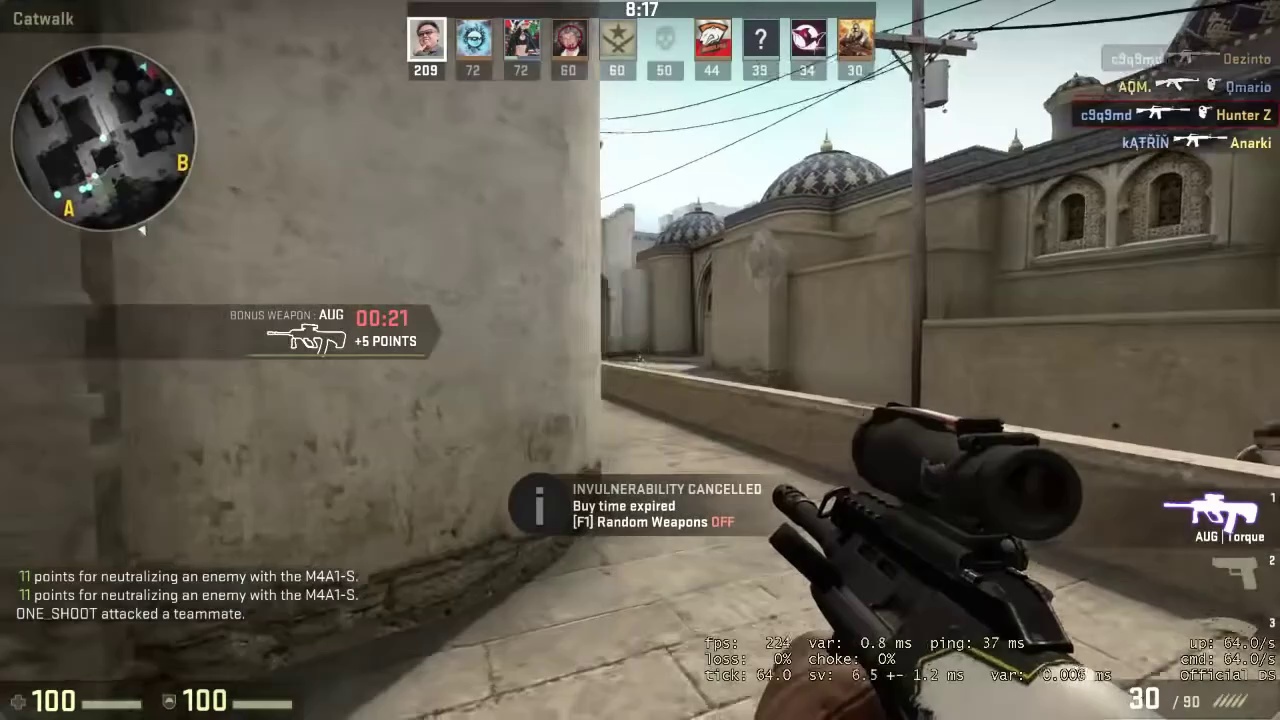 Catwalk
8:17
209 72 72 60 60 50 44 39 34 30
?
c9q9md Dezinto
AQM. Qmario
c9q9md Hunter Z
kĄŦŘĪŇ Anarki
B
A
BONUS WEAPON : AUG 00:21
+5 POINTS
INVULNERABILITY CANCELLED
Buy time expired
[F1] Random Weapons OFF
1
AUG | Torque
2
3
11 points for neutralizing an enemy with the M4A1-S.
11 points for neutralizing an enemy with the M4A1-S.
ONE_SHOOT attacked a teammate.
fps: 224 var: 0.8 ms ping: 37 ms
loss: 0% choke: 0%
tick: 64.0 sv: 6.5 +- 1.2 ms var: 0.006 ms
up: 64.0/s
cmd: 64.0/s
Official DS
100 100
30 / 90